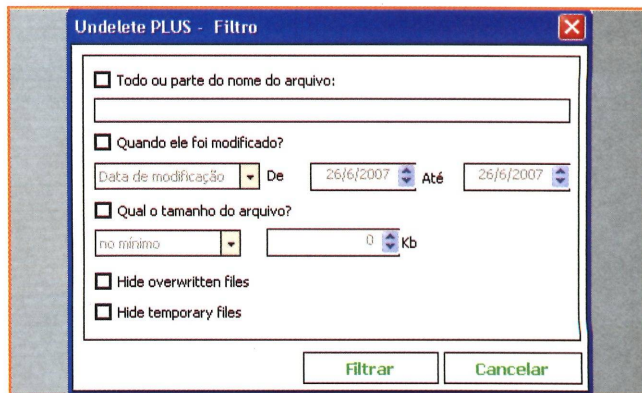 Undelete PLUS - Filtro
Todo ou parte do nome do arquivo:
Quando ele foi modificado?
Data de modificação De 26/6/2007 Até 26/6/2007
Qual o tamanho do arquivo?
no mínimo 0 Kb
Hide overwritten files
Hide temporary files
Filtrar Cancelar